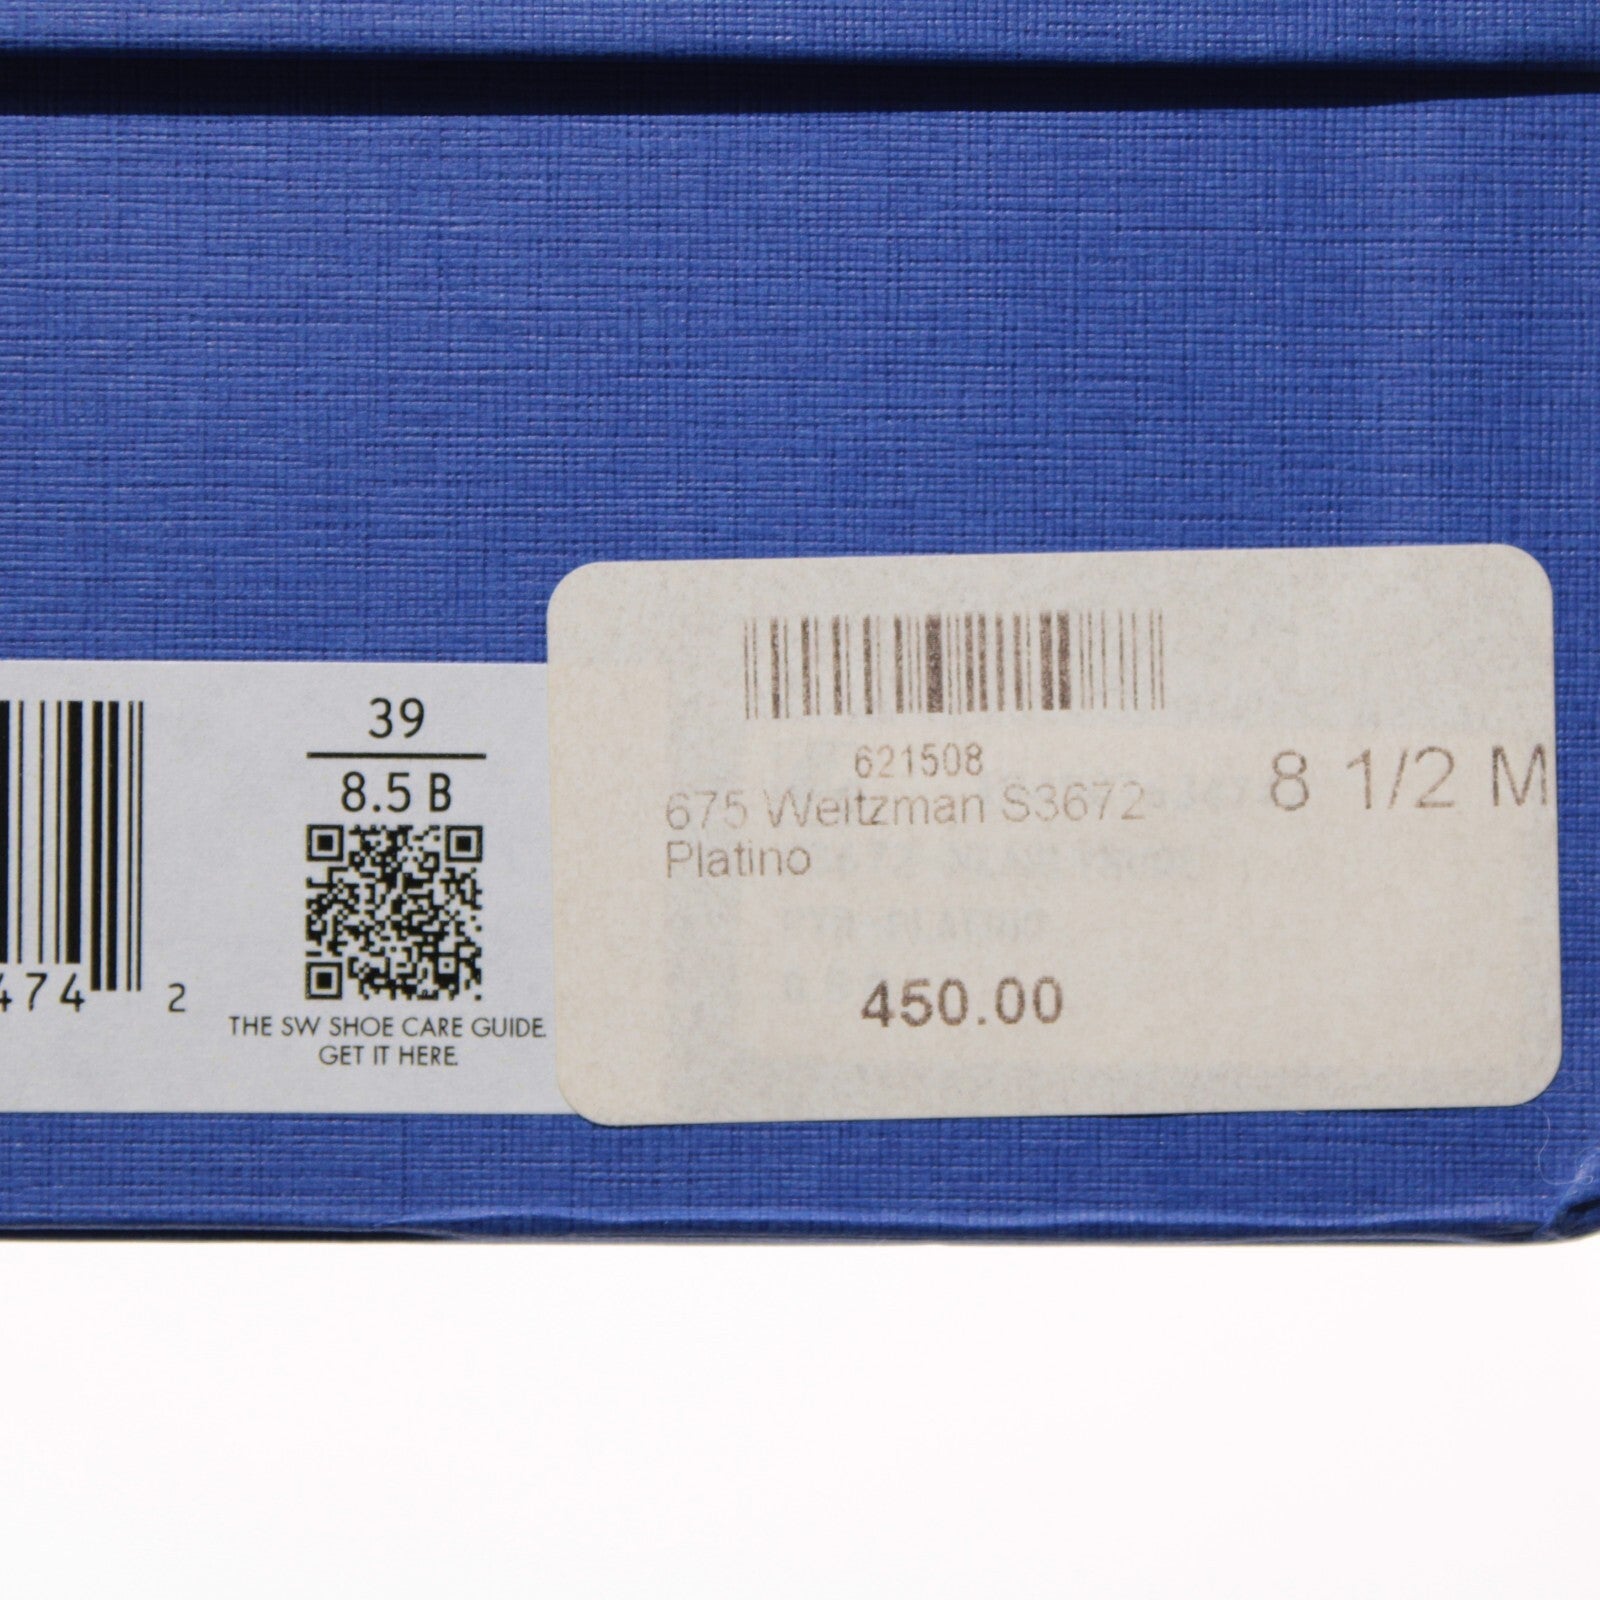 474 2
39
8.5 B
THE SW SHOE CARE GUIDE.
GET IT HERE.
621508
675 Weitzman S3672
Platino
8 1/2 M
450.00